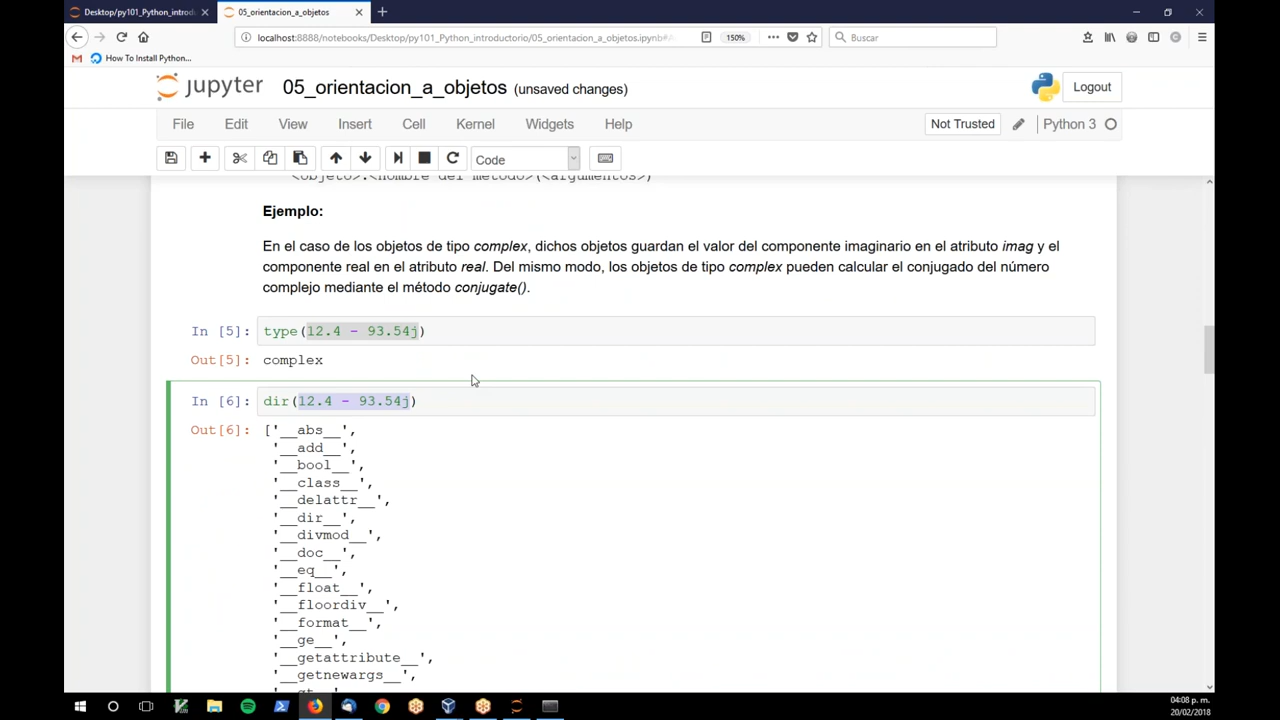 Desktop/py101_Python_introdu
05_orientacion_a_objetos
localhost:8888/notebooks/Desktop/py101_Python_introductorio/05_orientacion_a_objetos.ipynb#A
150%
Buscar
How To Install Python...
jupyter
05_orientacion_a_objetos (unsaved changes)
Logout
File Edit View Insert Cell Kernel Widgets Help
Not Trusted
Python 3
Code
<objeto>.<nombre del método>(<argumentos>)
Ejemplo:
En el caso de los objetos de tipo complex, dichos objetos guardan el valor del componente imaginario en el atributo imag y el
componente real en el atributo real. Del mismo modo, los objetos de tipo complex pueden calcular el conjugado del número
complejo mediante el método conjugate().
In [5]: type(12.4 - 93.54j)
Out[5]: complex
In [6]: dir(12.4 - 93.54j)
Out[6]: ['__abs__',
'__add__',
'__bool__',
'__class__',
'__delattr__',
'__dir__',
'__divmod__',
'__doc__',
'__eq__',
'__float__',
'__floordiv__',
'__format__',
'__ge__',
'__getattribute__',
'__getnewargs__',
'__gt__',
04:08 p. m.
20/02/2018